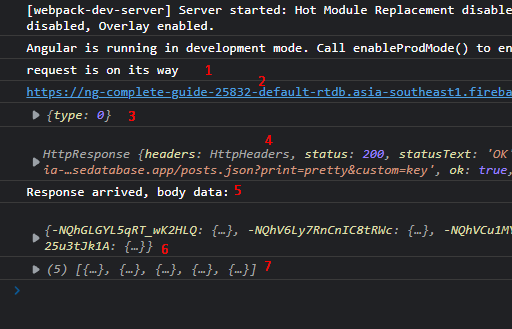 [webpack-dev-server] Server started: Hot Module Replacement disable
disabled, Overlay enabled.
Angular is running in development mode. Call enableProdMode() to en
request is on its way 1
2
https://ng-complete-guide-25832-default-rtdb.asia-southeast1.fireba
▶ {type: 0} 3
4
▶ HttpResponse {headers: HttpHeaders, status: 200, statusText: 'OK'
ia-…sedatabase.app/posts.json?print=pretty&custom=key', ok: true,
Response arrived, body data: 5
▶ {-NQhGLGYL5qRT_wK2HLQ: {…}, -NQhV6Ly7RnCnIC8tRWc: {…}, -NQhVCu1MY
25u3tJk1A: {…}} 6
▶ (5) [{…}, {…}, {…}, {…}, {…}] 7
>